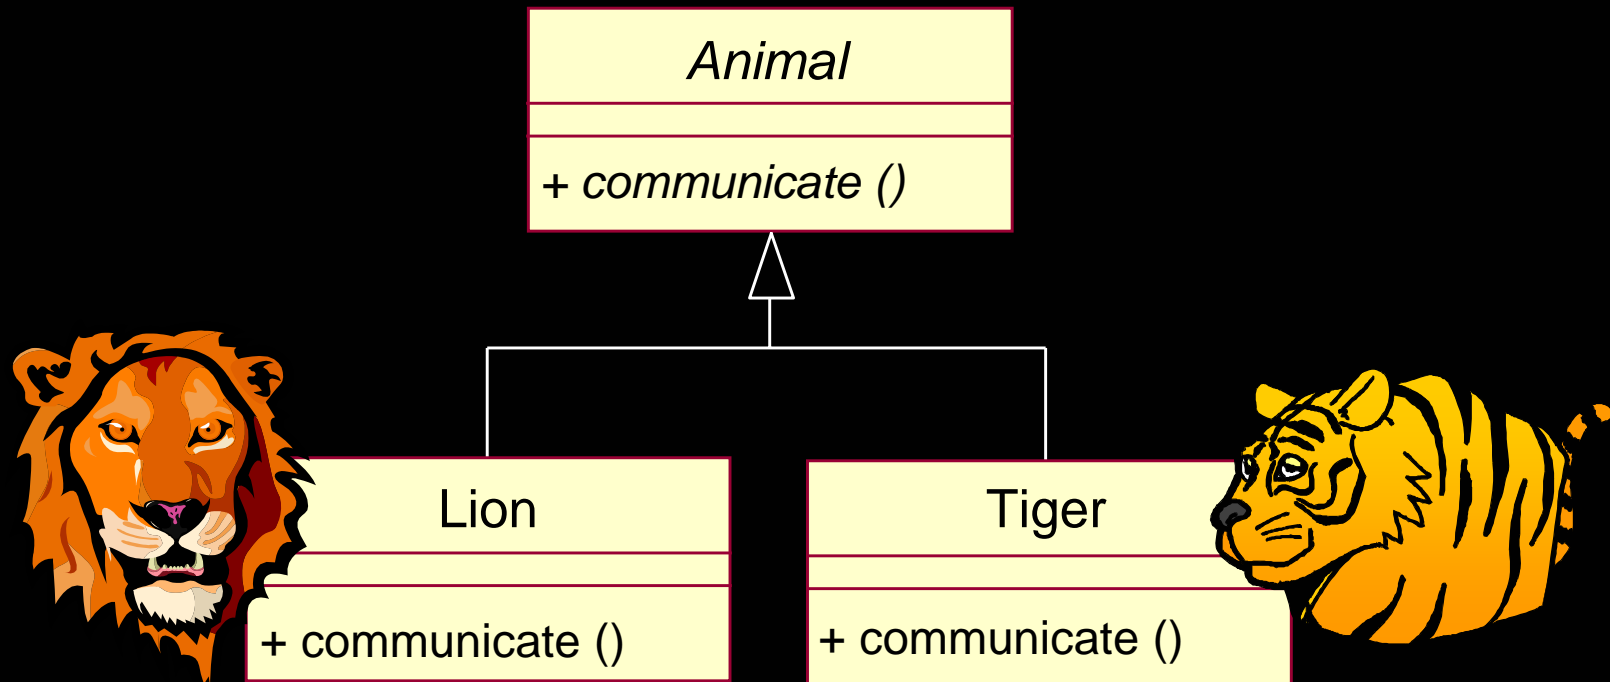 Animal
+ communicate ()
Lion
Tiger
+ communicate ()
+ communicate ()